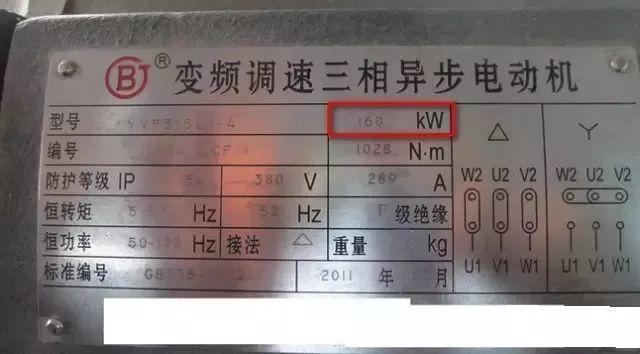 BJ ® 变频调速三相异步电动机
型号 YVP315L1-4 160 kW
编号 1028 N·m
防护等级 IP 380 V 289 A
恒转矩 Hz Hz F 级绝缘
恒功率 50- Hz 接法 △ 重量 kg
标准编号 2011 年 月
△ Y
W2 U2 V2 W2 U2 V2
U1 V1 W1 U1 V1 W1